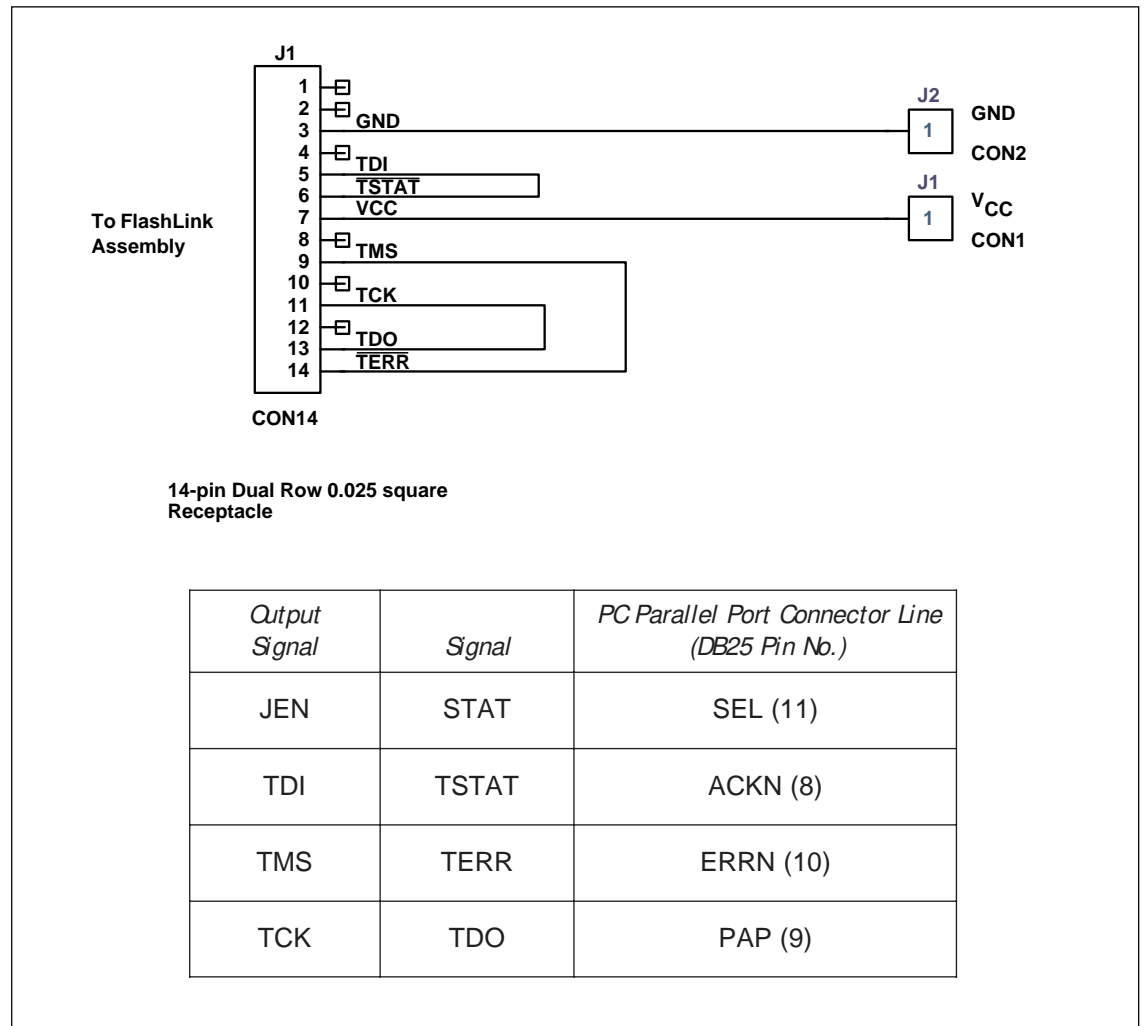 J1
1
2
GND
3
4
TDI
5
TSTAT
6
VCC
7
8
TMS
9
10
TCK
11
12
TDO
13
TERR
14
CON14
To FlashLink
Assembly
J2
1
GND
CON2
J1
1
VCC
CON1
14-pin Dual Row 0.025 square
Receptacle
Output
Signal
Signal
PC Parallel Port Connector Line
(DB25 Pin No.)
JEN STAT SEL (11)
TDI TSTAT ACKN (8)
TMS TERR ERRN (10)
TCK TDO PAP (9)